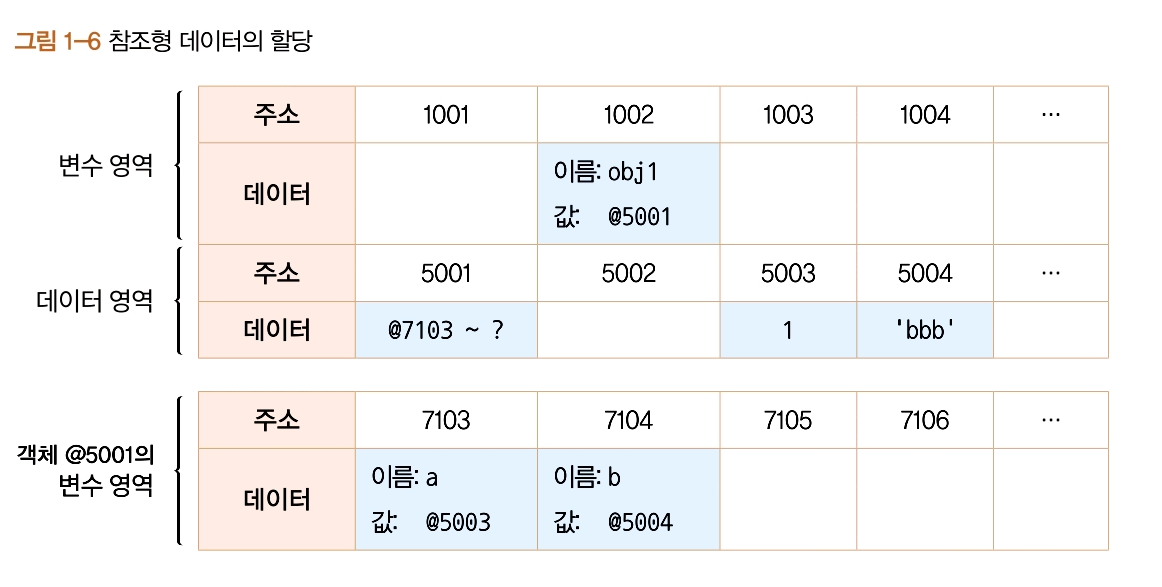 그림 1-6 참조형 데이터의 할당
변수 영역
주소 1001 1002 1003 1004 …
데이터
이름: obj1
값: @5001
데이터 영역
주소 5001 5002 5003 5004 …
데이터 @7103 ~ ? 1 'bbb'
객체 @5001의
변수 영역
주소 7103 7104 7105 7106 …
데이터
이름: a 이름: b
값: @5003 값: @5004